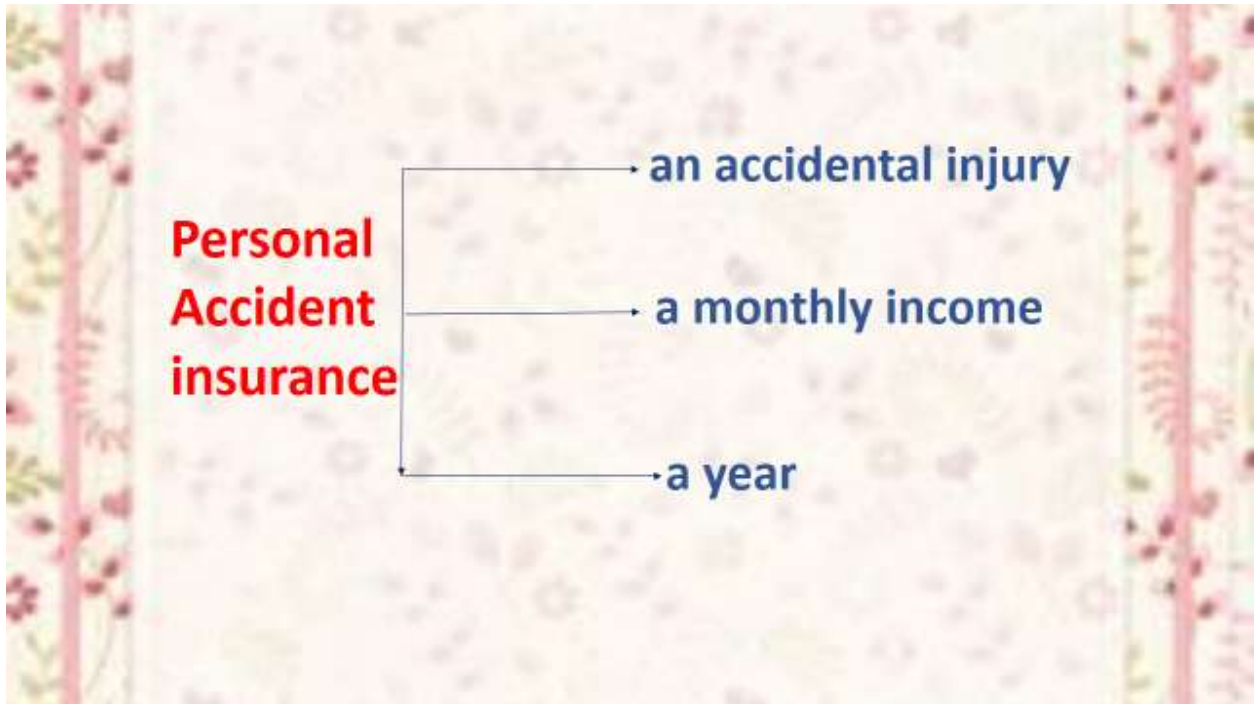 an accidental injury
Personal
Accident
insurance
a monthly income
a year